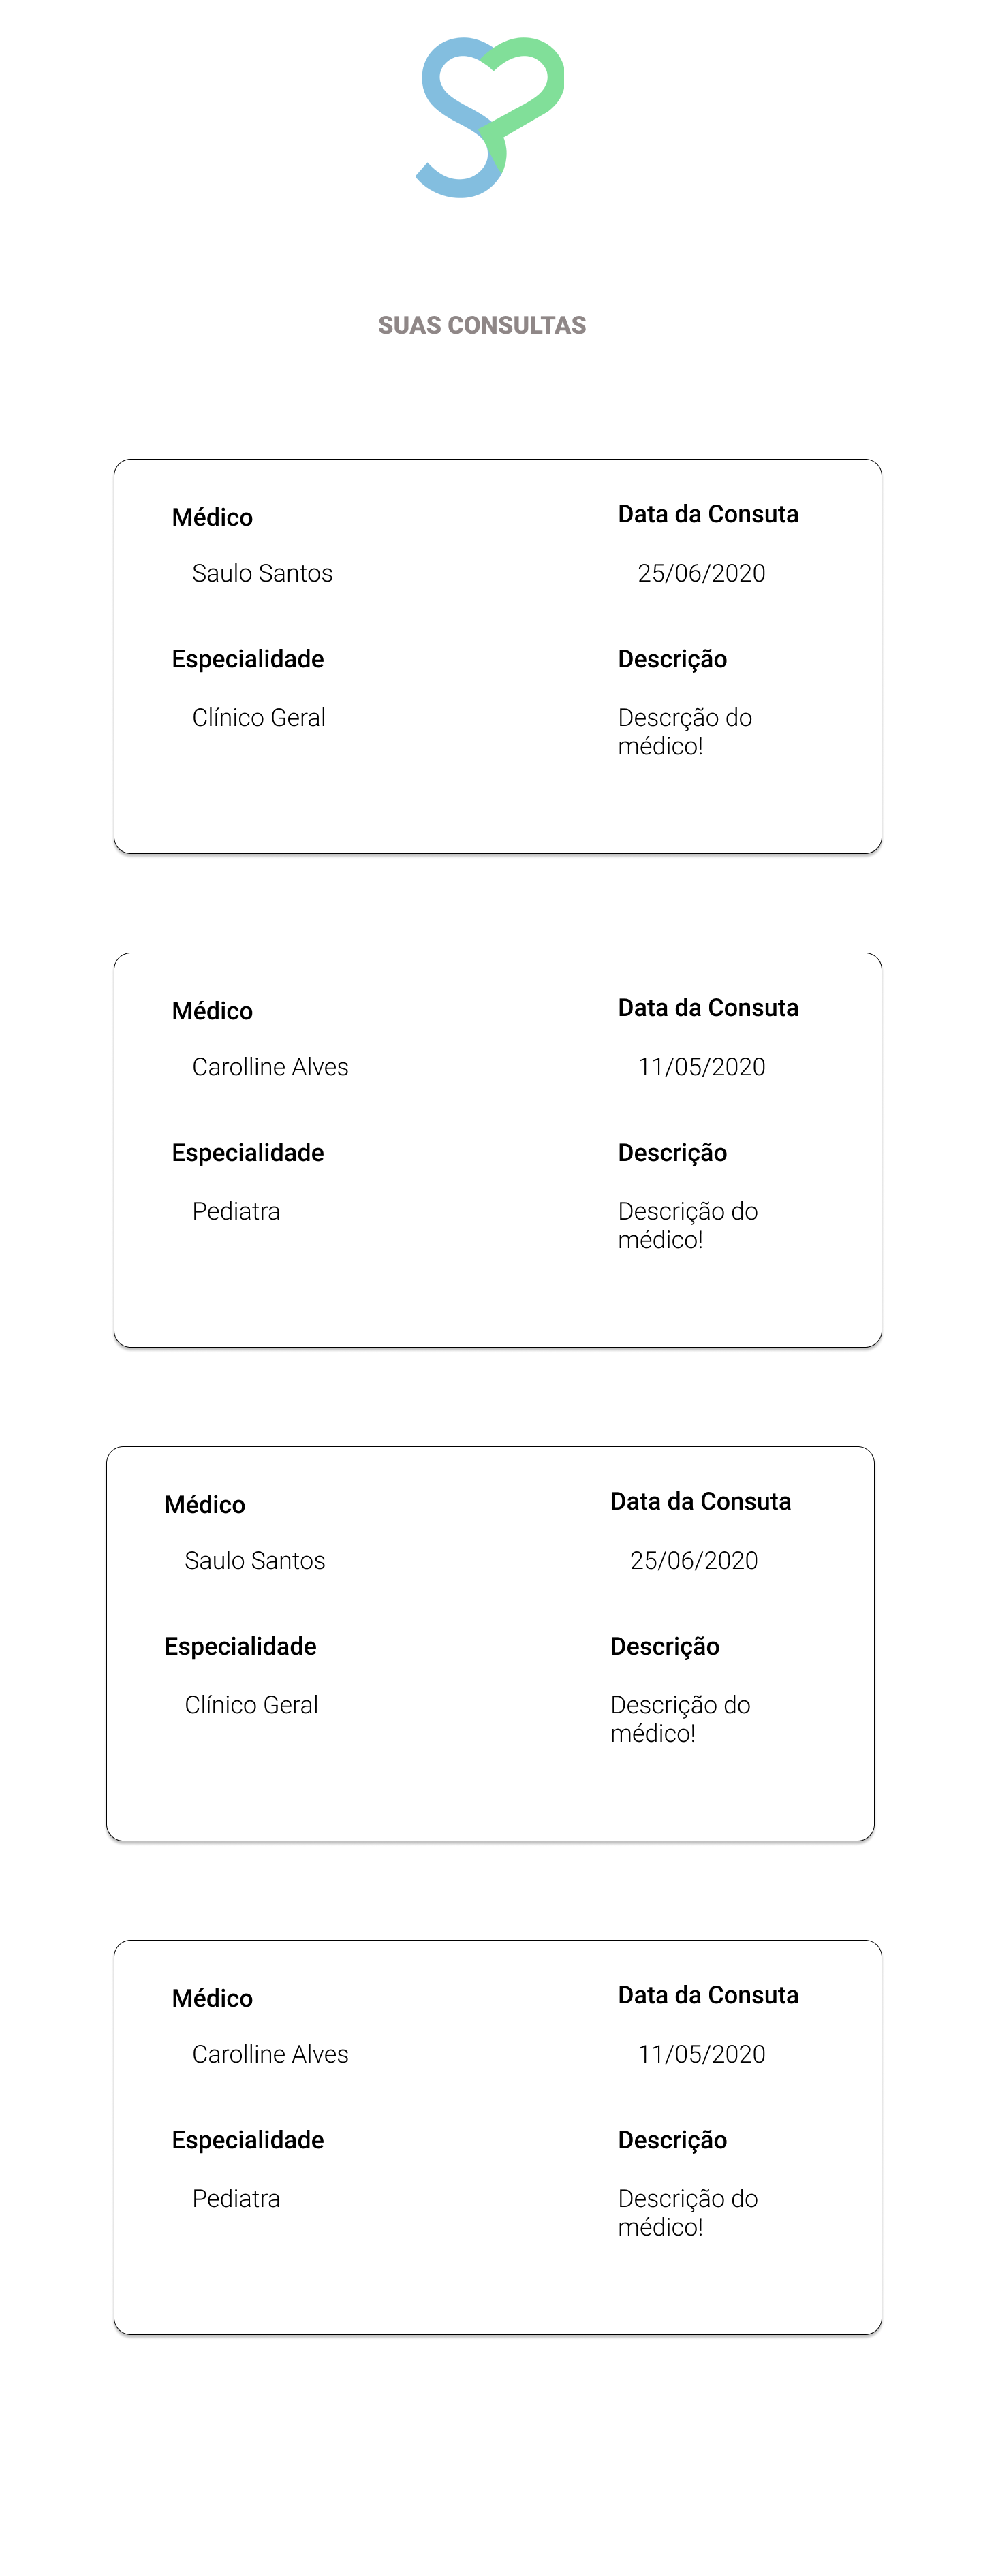 SUAS CONSULTAS
Médico
Data da Consuta
Saulo Santos
25/06/2020
Especialidade
Descrição
Clínico Geral
Descrção do
médico!
Médico
Data da Consuta
Carolline Alves
11/05/2020
Especialidade
Descrição
Pediatra
Descrição do
médico!
Médico
Data da Consuta
Saulo Santos
25/06/2020
Especialidade
Descrição
Clínico Geral
Descrição do
médico!
Médico
Data da Consuta
Carolline Alves
11/05/2020
Especialidade
Descrição
Pediatra
Descrição do
médico!